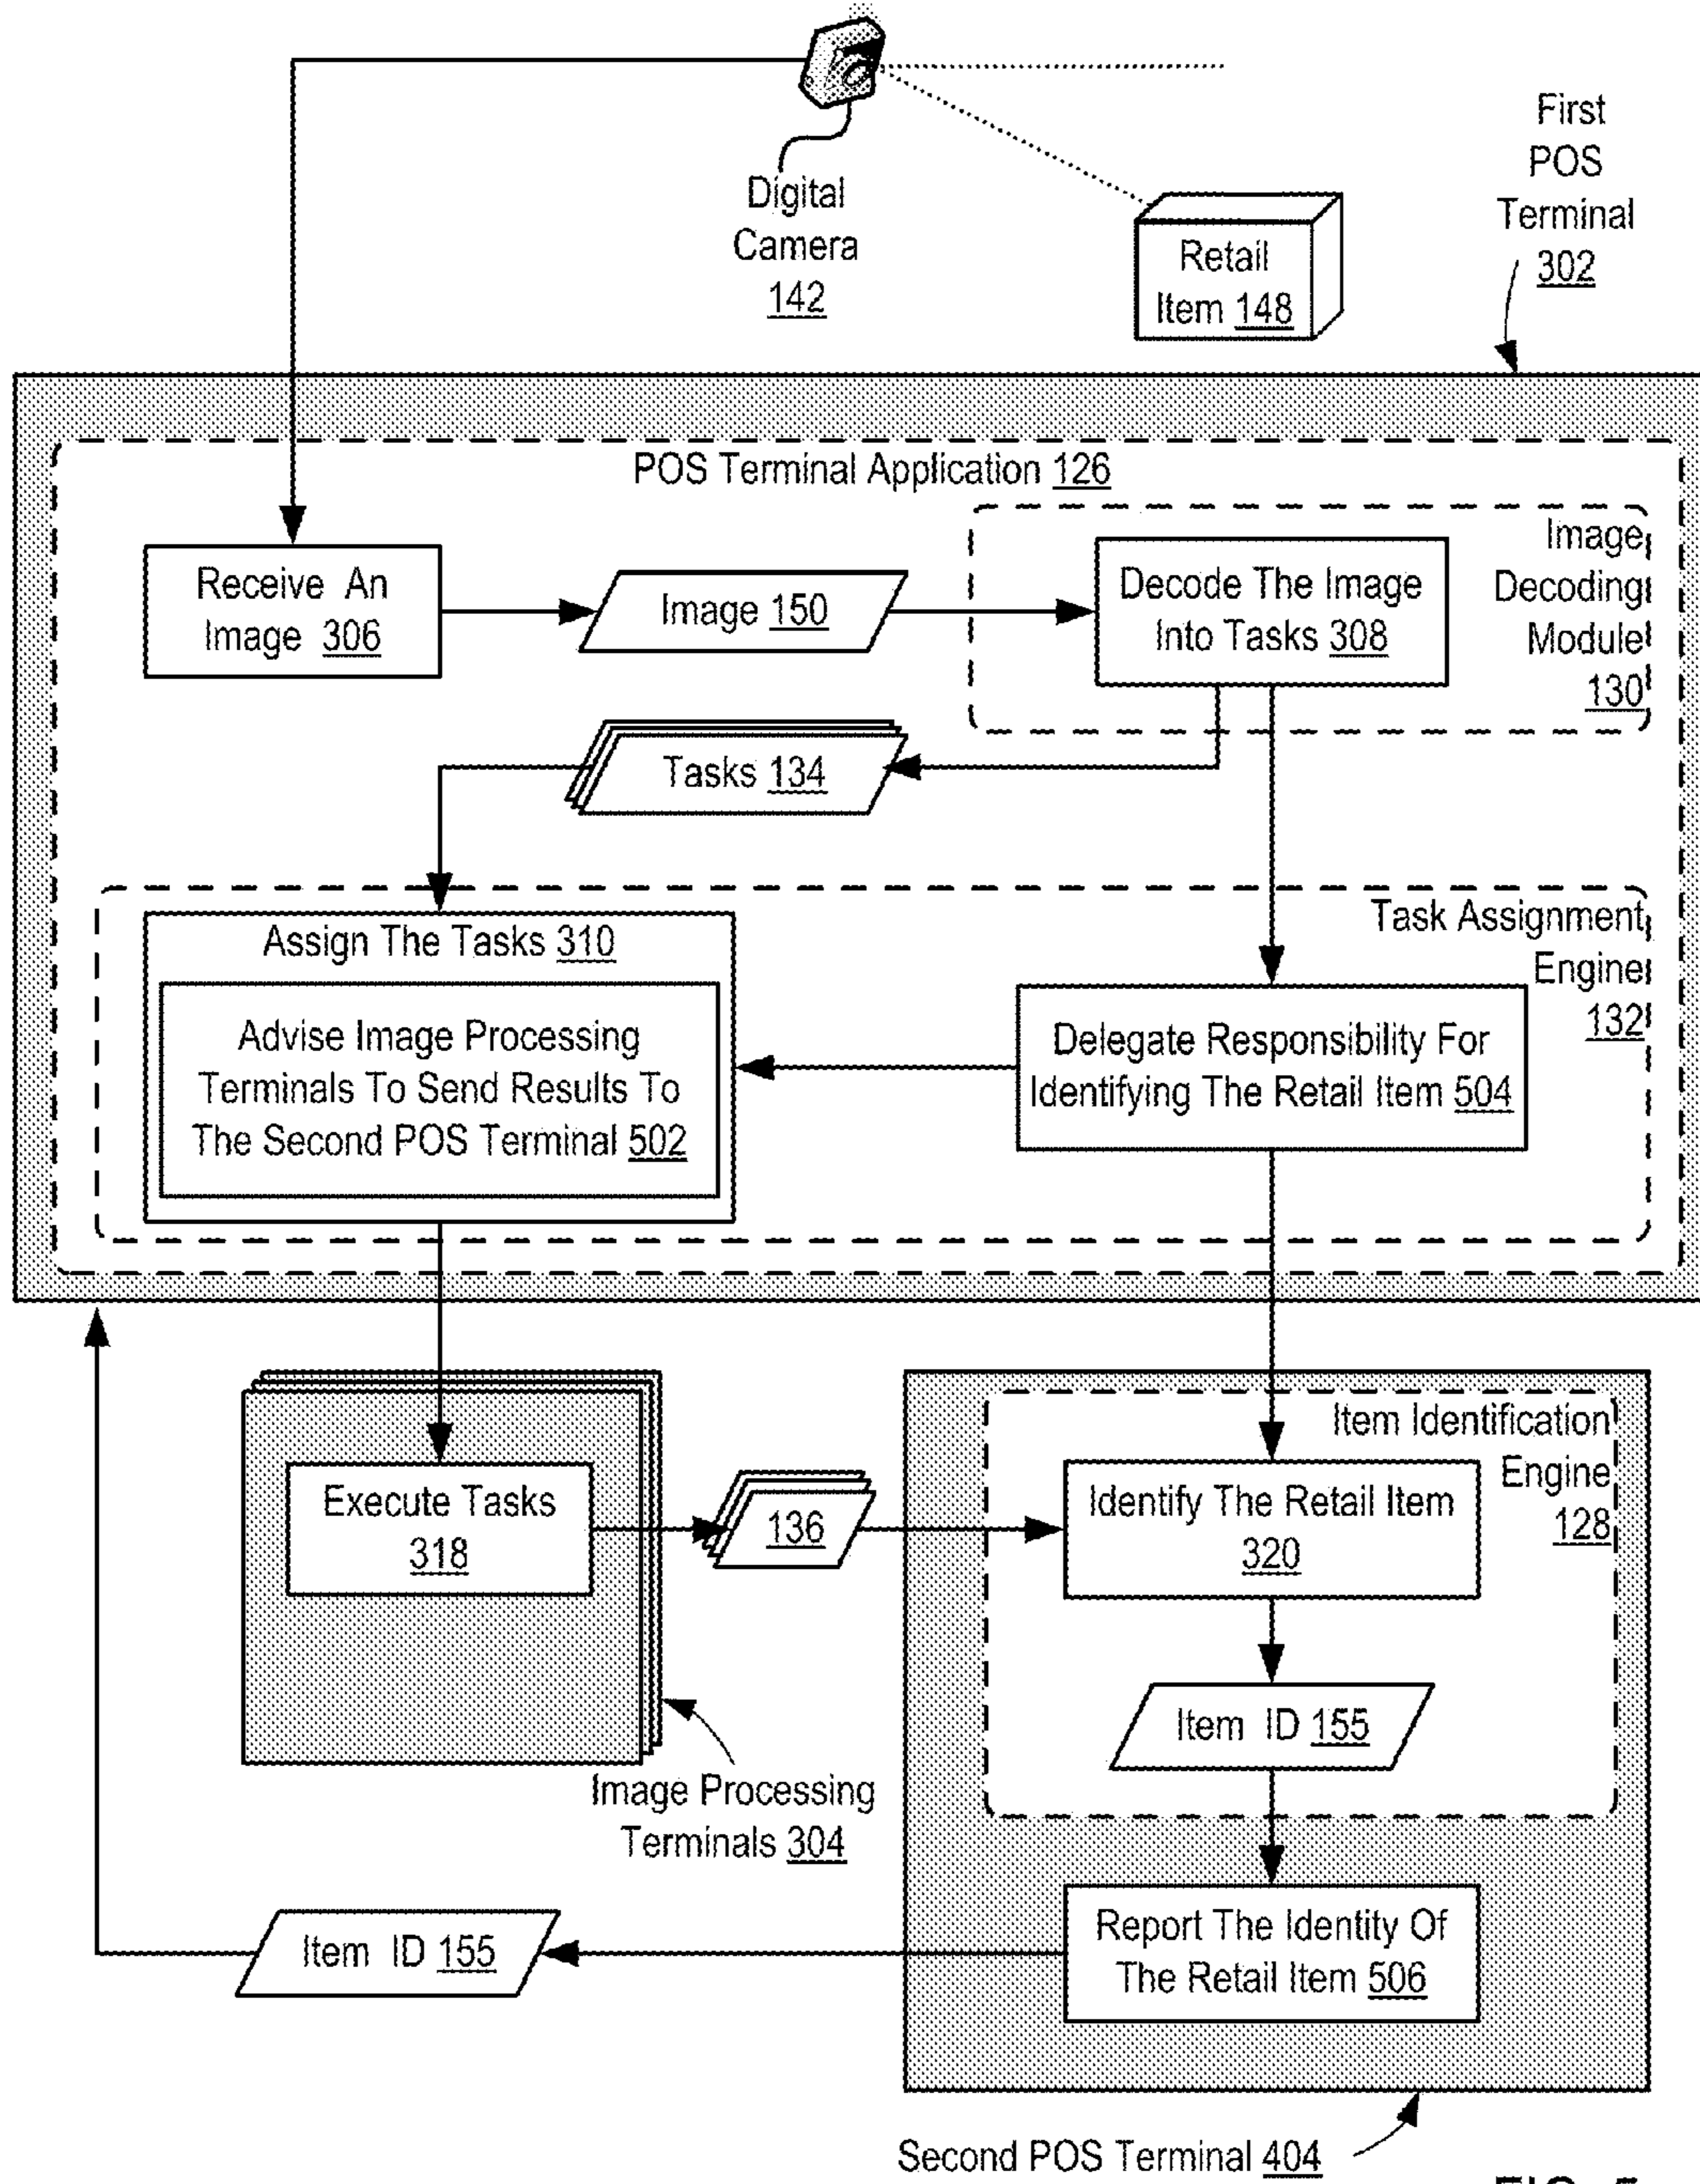 Digital
Camera
142
Retail
Item 148
First
POS
Terminal
302
POS Terminal Application 126
Receive An
Image 306
Image 150
Decode The Image
Into Tasks 308
Image
Decoding
Module
130
Tasks 134
Assign The Tasks 310
Advise Image Processing
Terminals To Send Results To
The Second POS Terminal 502
Task Assignment
Engine
132
Delegate Responsibility For
Identifying The Retail Item 504
Execute Tasks
318
136
Item Identification
Engine
128
Identify The Retail Item
320
Item ID 155
Image Processing
Terminals 304
Item ID 155
Report The Identity Of
The Retail Item 506
Second POS Terminal 404